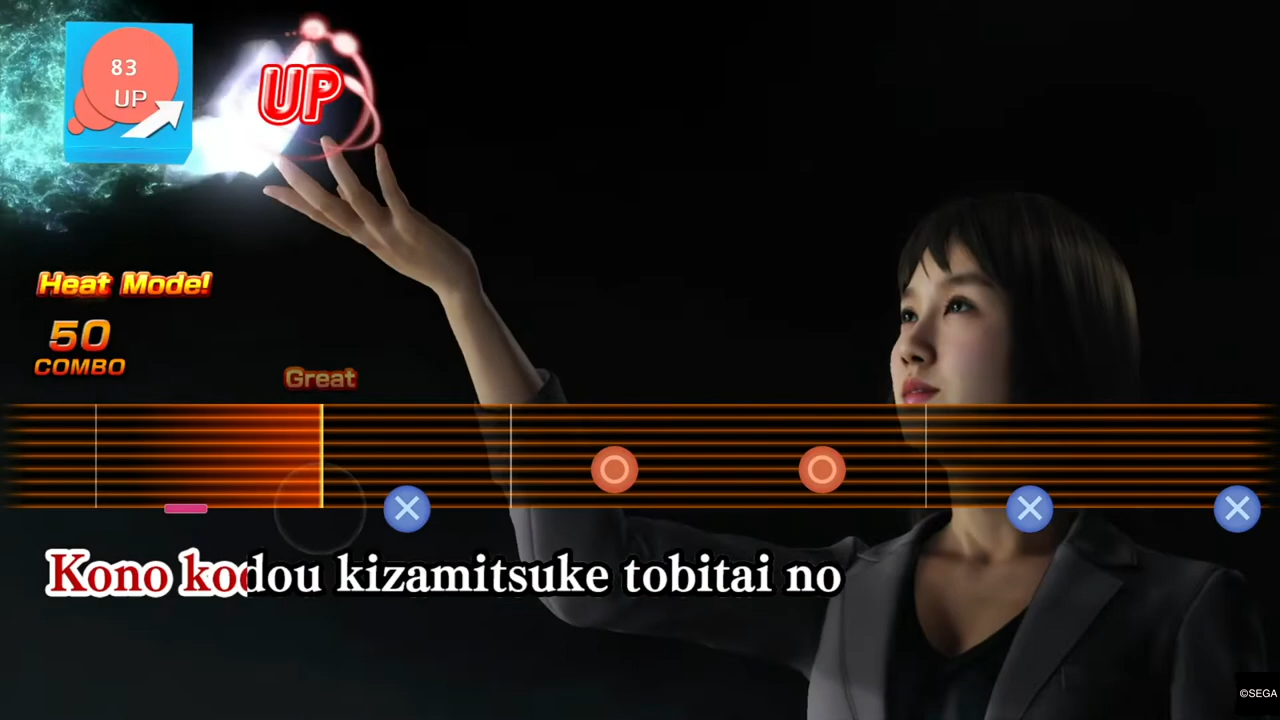 83
UP
UP
Heat Mode!
50
COMBO
Great
Kono kodou kizamitsuke tobitai no
©SEGA